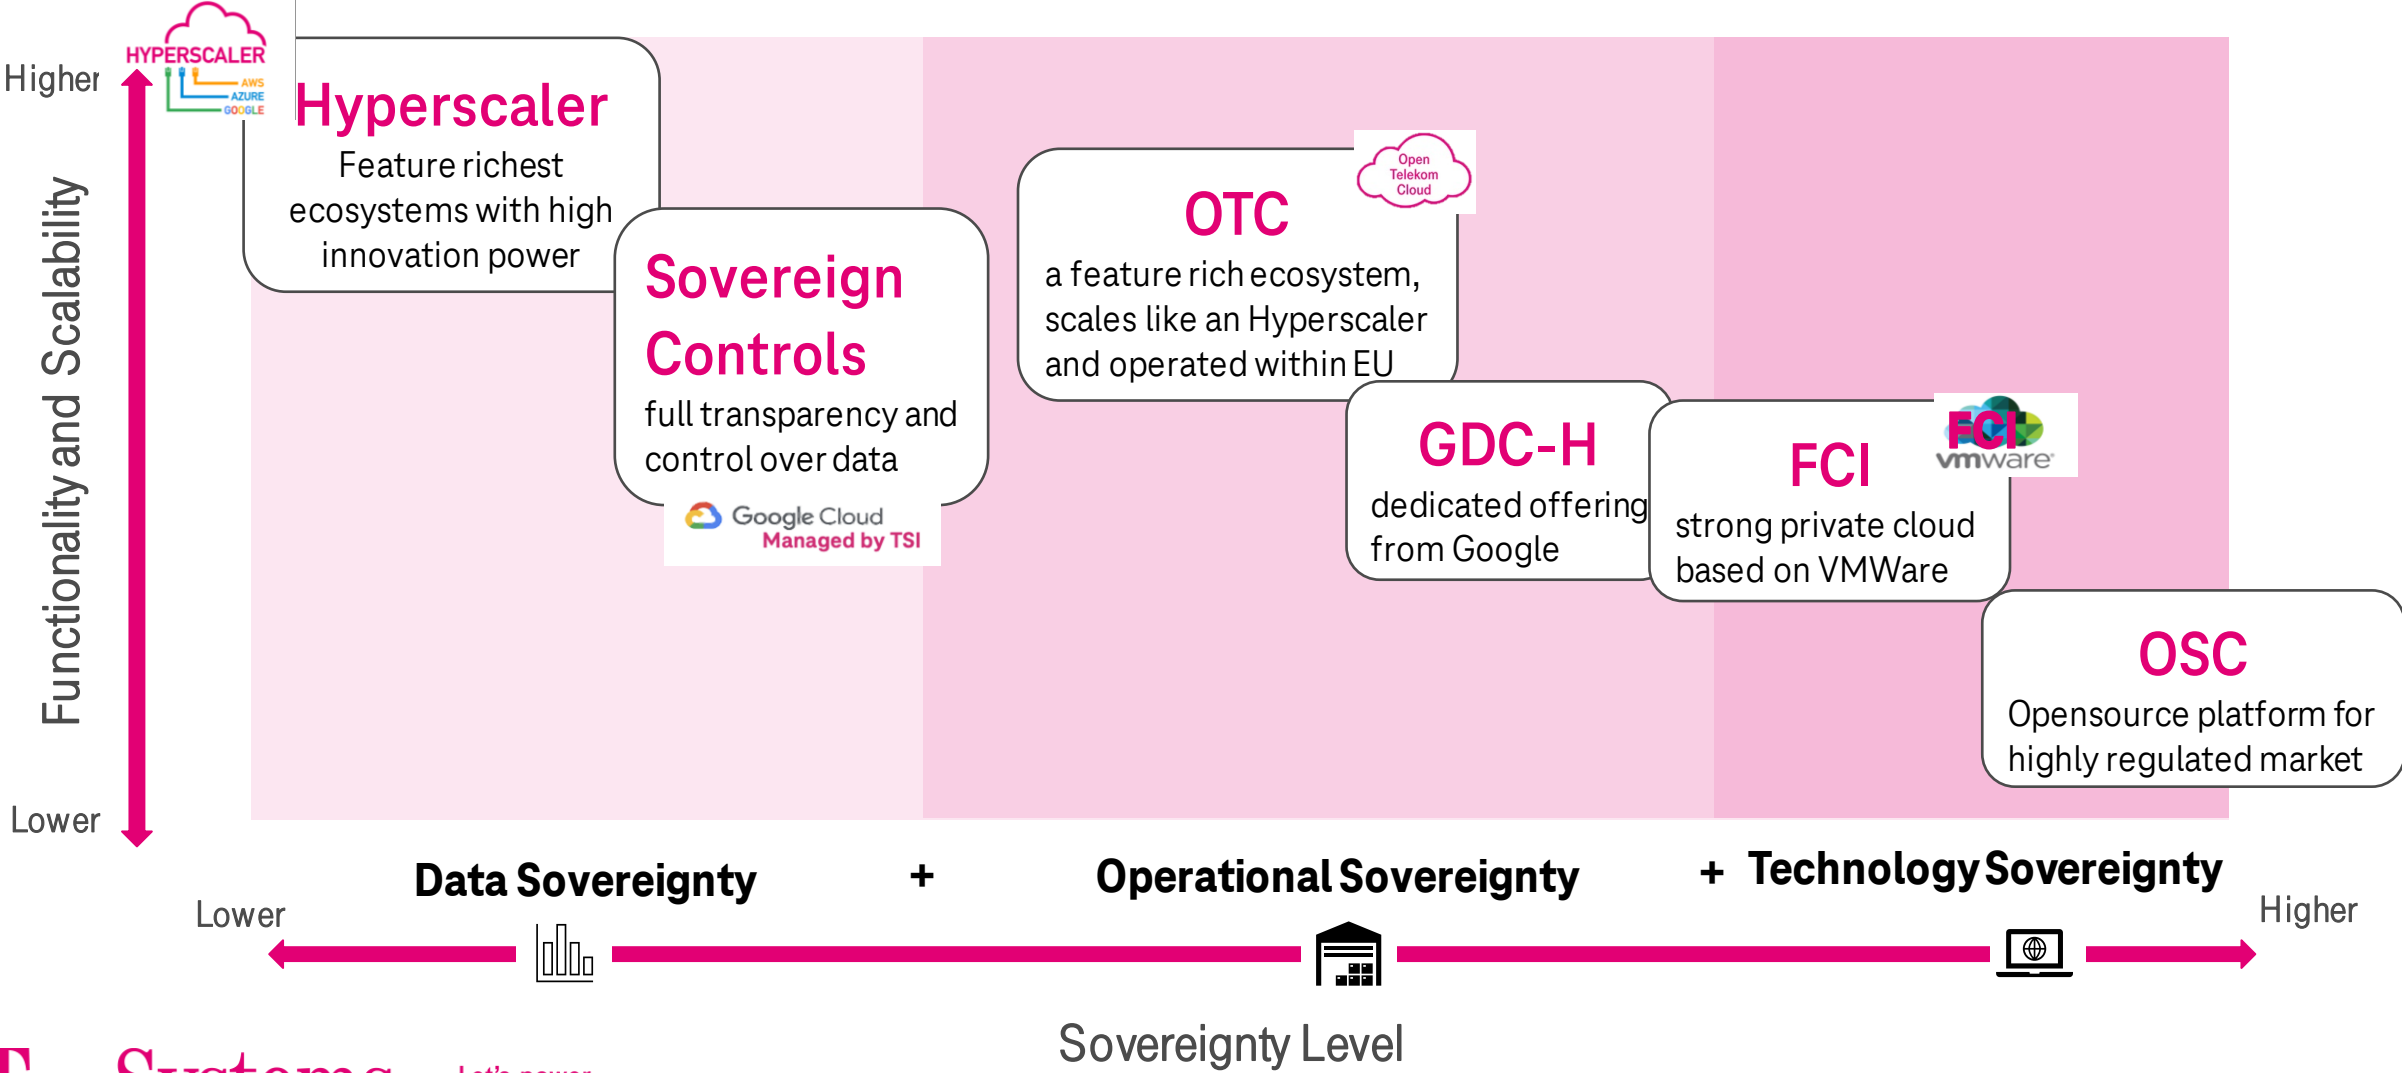 HYPERSCALER
AWS
AZURE
GOOGLE
Higher
Functionality and Scalability
Lower
Hyperscaler
Feature richest
ecosystems with high
innovation power
Sovereign
Controls
full transparency and
control over data
Google Cloud
Managed by TSI
Open
Telekom
Cloud
OTC
a feature rich ecosystem,
scales like an Hyperscaler
and operated within EU
GDC-H
dedicated offering
from Google
FCI
vmware
FCI
strong private cloud
based on VMWare
OSC
Opensource platform for
highly regulated market
Data Sovereignty + Operational Sovereignty + Technology Sovereignty
Lower
Higher
Sovereignty Level
Systems
Let's power